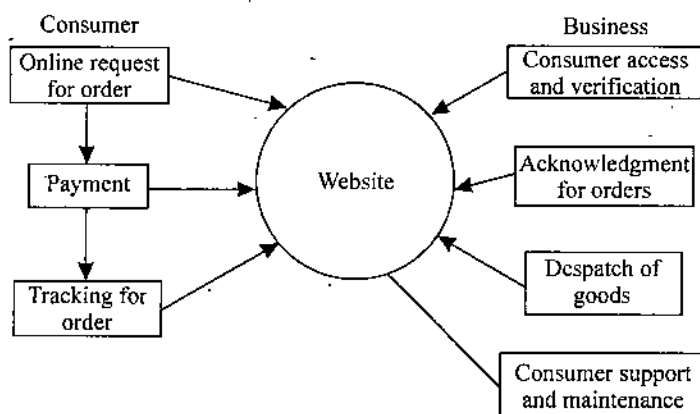 Consumer
Online request
for order
Payment
Tracking for
order
Website
Business
Consumer access
and verification
Acknowledgment
for orders
Despatch of
goods
Consumer support
and maintenance